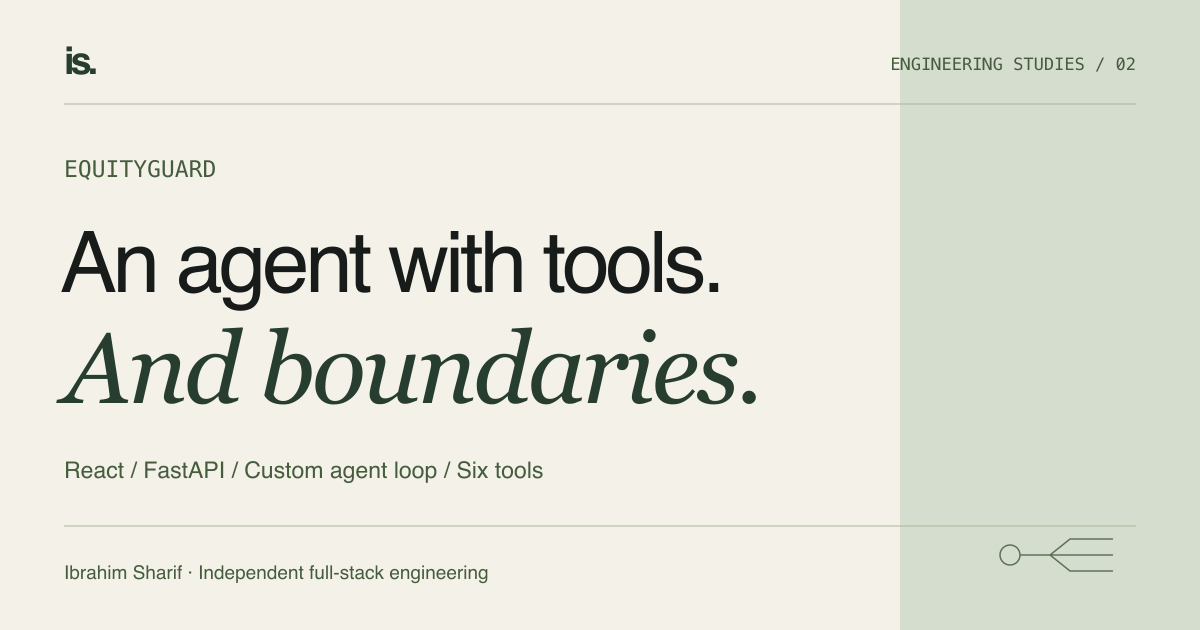 is.
ENGINEERING STUDIES / 02
EQUITYGUARD
An agent with tools.
And boundaries.
React / FastAPI / Custom agent loop / Six tools
Ibrahim Sharif · Independent full-stack engineering